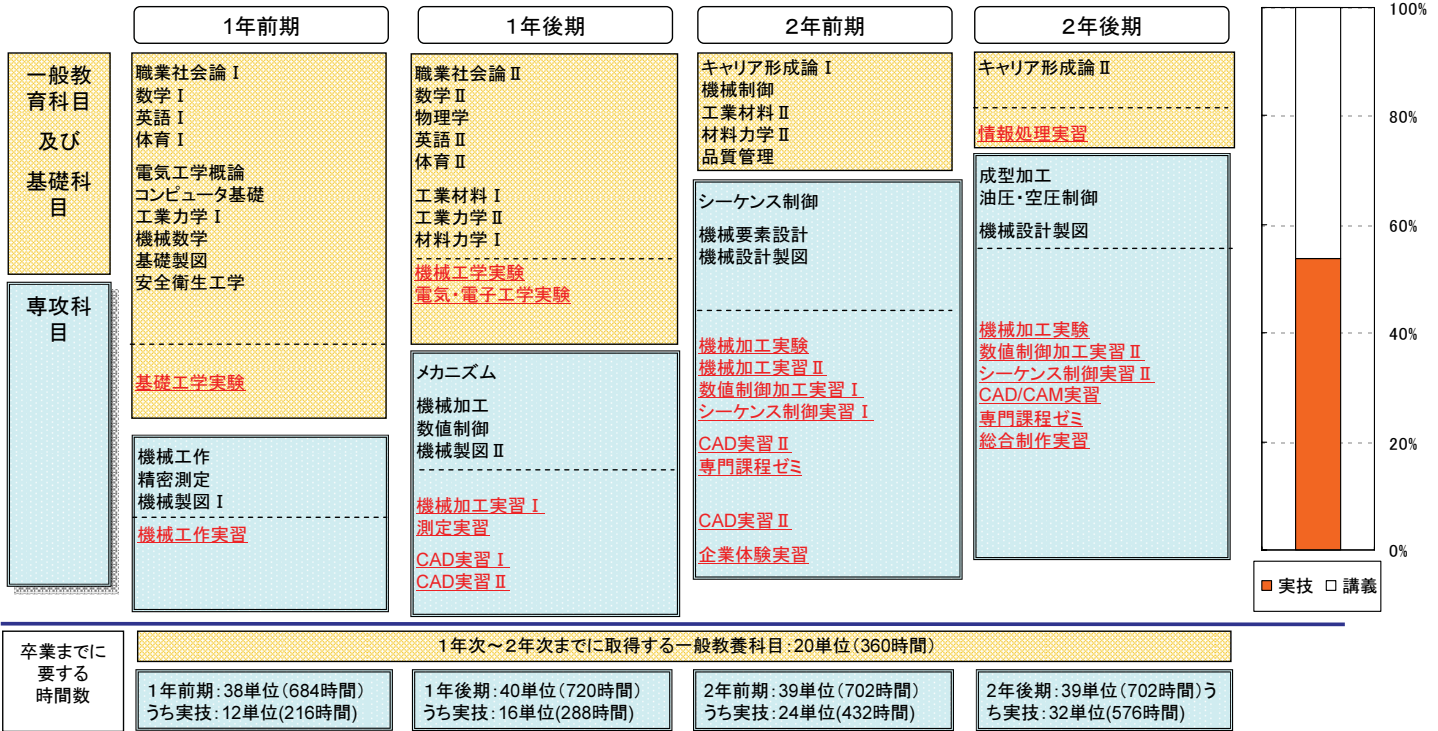 1年前期
1年後期
2年前期
2年後期
一般教
育科目
及び
基礎科
目
専攻科
目
職業社会論Ⅰ
数学Ⅰ
英語Ⅰ
体育Ⅰ
電気工学概論
コンピュータ基礎
工業力学Ⅰ
機械数学
基礎製図
安全衛生工学
基礎工学実験
機械工作
精密測定
機械製図Ⅰ
機械工作実習
職業社会論Ⅱ
数学Ⅱ
物理学
英語Ⅱ
体育Ⅱ
工業材料Ⅰ
工業力学Ⅱ
材料力学Ⅰ
機械工学実験
電気・電子工学実験
メカニズム
機械加工
数値制御
機械製図Ⅱ
機械加工実習Ⅰ
測定実習
CAD実習Ⅰ
CAD実習Ⅱ
キャリア形成論Ⅰ
機械制御
工業材料Ⅱ
材料力学Ⅱ
品質管理
シーケンス制御
機械要素設計
機械設計製図
機械加工実験
機械加工実習Ⅱ
数値制御加工実習Ⅰ
シーケンス制御実習Ⅰ
CAD実習Ⅱ
専門課程ゼミ
CAD実習Ⅱ
企業体験実習
キャリア形成論Ⅱ
情報処理実習
成型加工
油圧・空圧制御
機械設計製図
機械加工実験
数値制御加工実習Ⅱ
シーケンス制御実習Ⅱ
CAD/CAM実習
専門課程ゼミ
総合制作実習
100%
80%
60%
40%
20%
0%
実技 講義
卒業までに
要する
時間数
1年次～2年次までに取得する一般教養科目：20単位（360時間）
1年前期：38単位（684時間）
うち実技：12単位(216時間)
1年後期：40単位（720時間）
うち実技：16単位(288時間)
2年前期：39単位（702時間）
うち実技：24単位(432時間)
2年後期：39単位（702時間）う
ち実技：32単位(576時間)